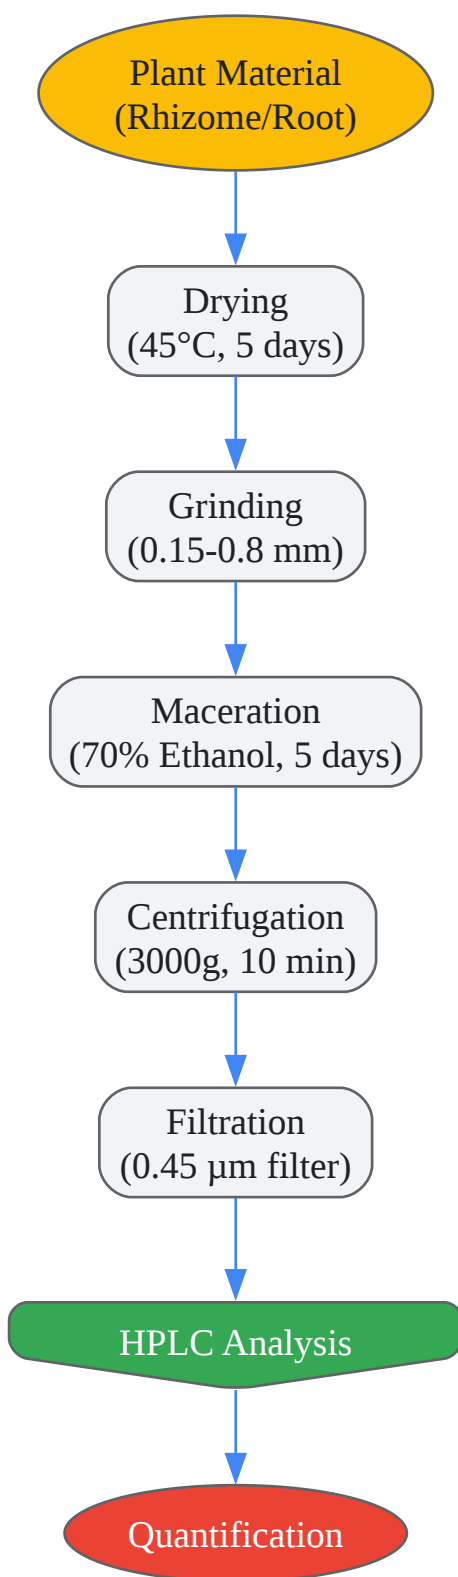 Plant Material
(Rhizome/Root)
Drying
(45°C, 5 days)
Grinding
(0.15-0.8 mm)
Maceration
(70% Ethanol, 5 days)
Centrifugation
(3000g, 10 min)
Filtration
(0.45 µm filter)
HPLC Analysis
Quantification